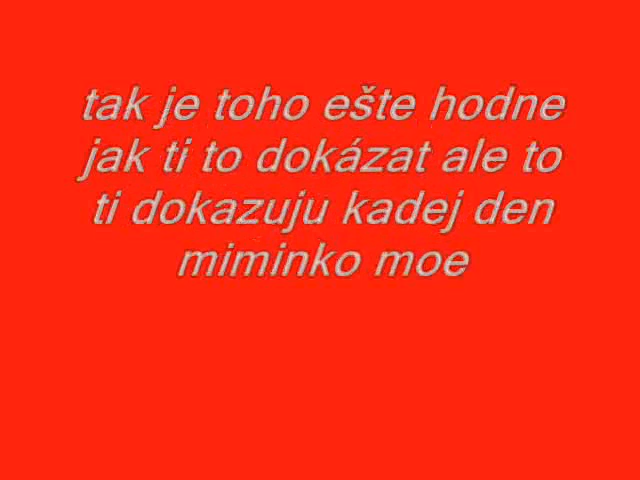 tak je toho ešte hodne
jak ti to dokázat ale to
ti dokazuju kadej den
miminko moe